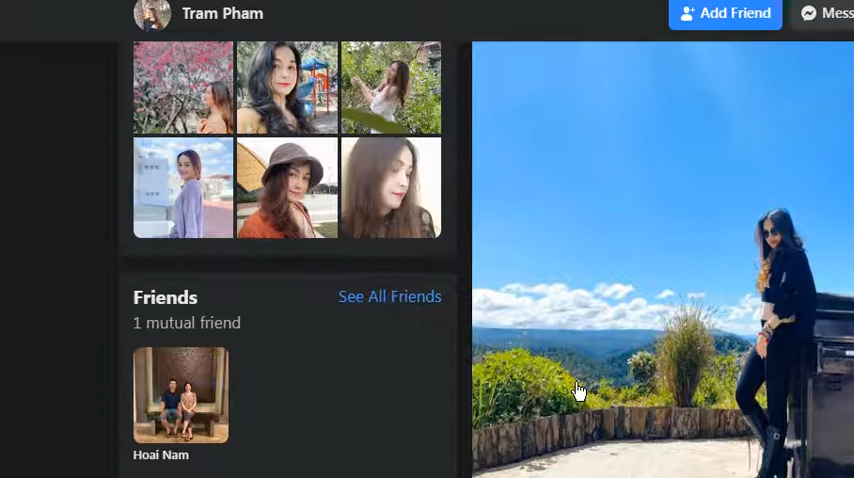 Tram Pham
Add Friend
Mess
Friends
See All Friends
1 mutual friend
Hoai Nam